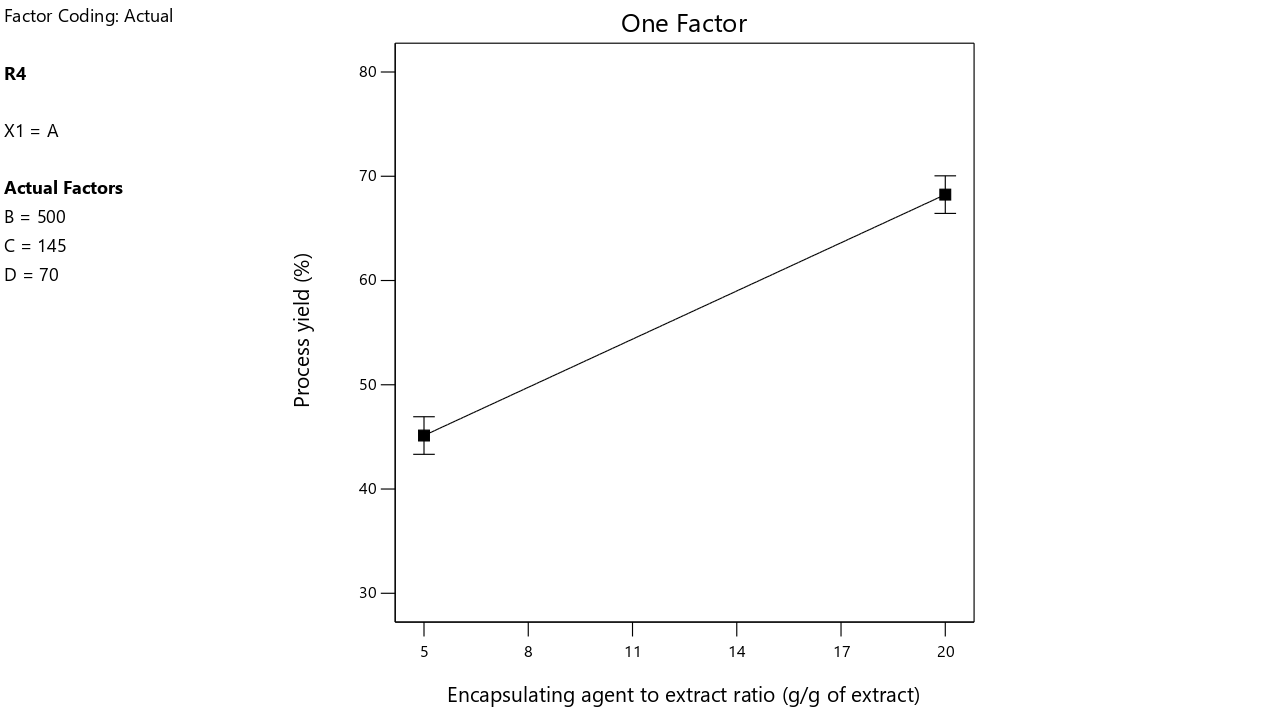 Factor Coding: Actual
R4
X1 = A
Actual Factors
B = 500
C = 145
D = 70
One Factor
80
70
60
50
40
30
Process yield (%)
5 8 11 14 17 20
Encapsulating agent to extract ratio (g/g of extract)